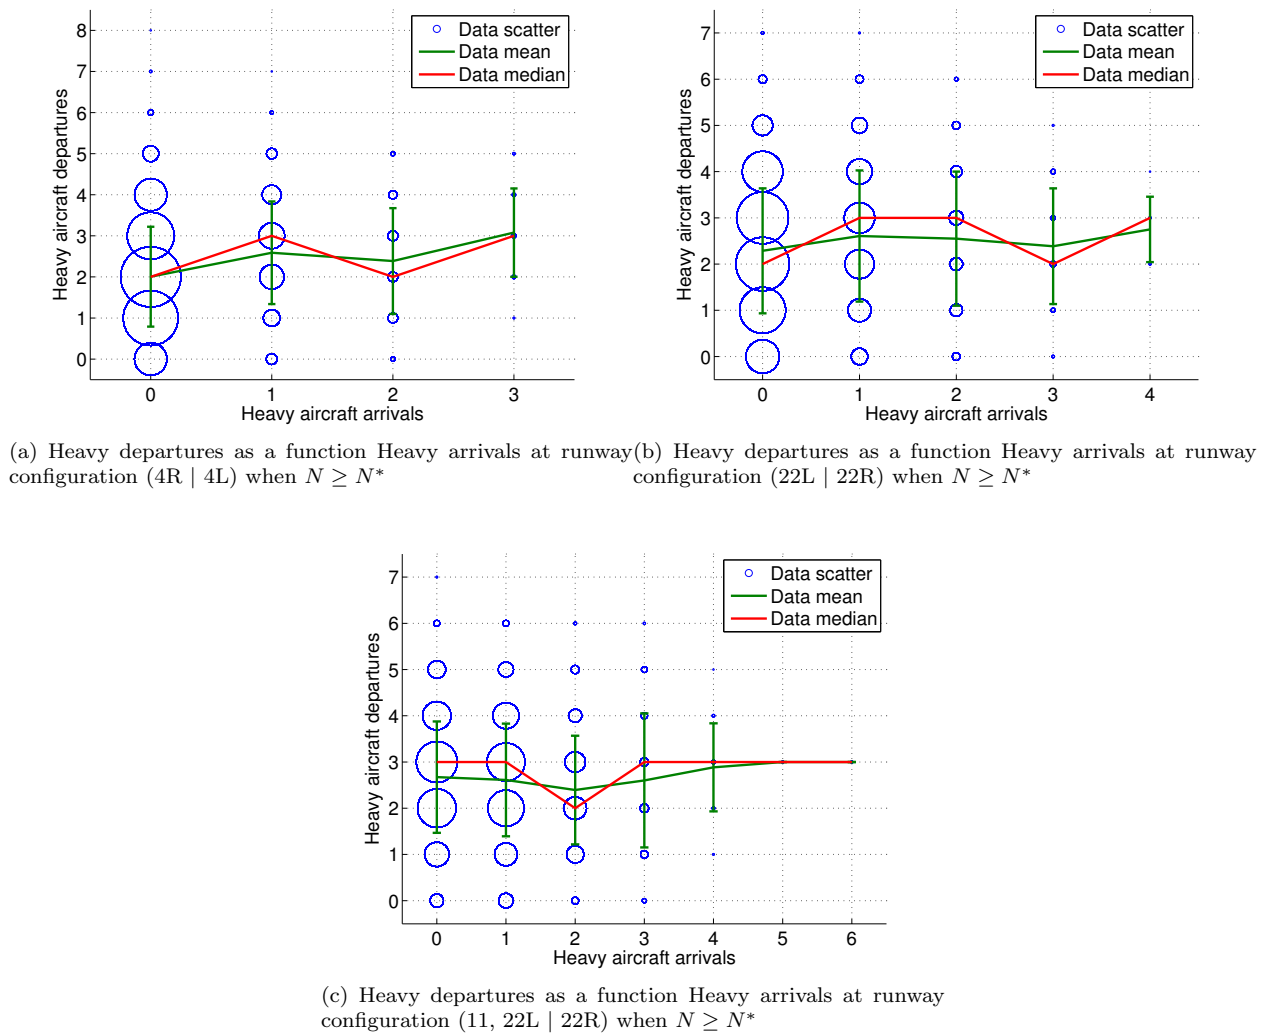 8
7
6
5
4
3
2
1
0
Heavy aircraft departures
Data scatter
Data mean
Data median
0 1 2 3
Heavy aircraft arrivals
(a) Heavy departures as a function Heavy arrivals at runway
configuration (4R | 4L) when N ≥ N*
7
6
5
4
3
2
1
0
Heavy aircraft departures
Data scatter
Data mean
Data median
0 1 2 3 4
Heavy aircraft arrivals
(b) Heavy departures as a function Heavy arrivals at runway
configuration (22L | 22R) when N ≥ N*
7
6
5
4
3
2
1
0
Heavy aircraft departures
Data scatter
Data mean
Data median
0 1 2 3 4 5 6
Heavy aircraft arrivals
(c) Heavy departures as a function Heavy arrivals at runway
configuration (11, 22L | 22R) when N ≥ N*